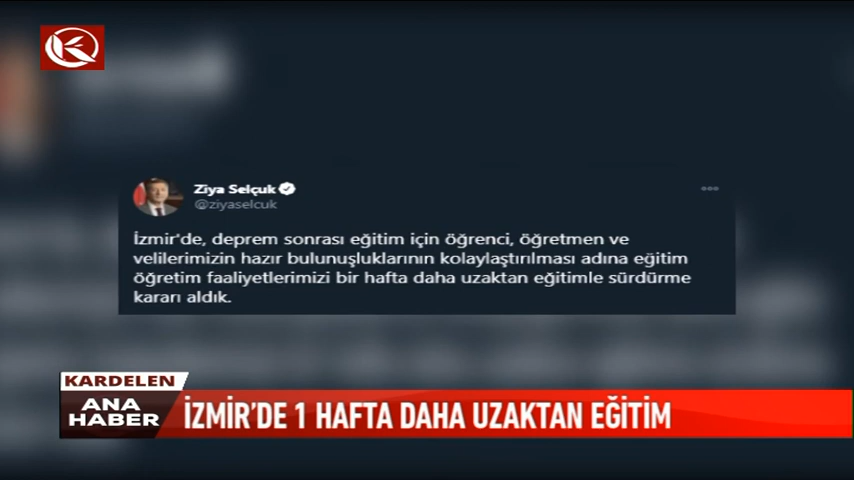 Ziya Selçuk
@ziyaselcuk
İzmir'de, deprem sonrası eğitim için öğrenci, öğretmen ve
velilerimizin hazır bulunuşluklarının kolaylaştırılması adına eğitim
öğretim faaliyetlerimizi bir hafta daha uzaktan eğitimle sürdürme
kararı aldık.
KARDELEN
ANA
HABER
İZMİR'DE 1 HAFTA DAHA UZAKTAN EĞİTİM